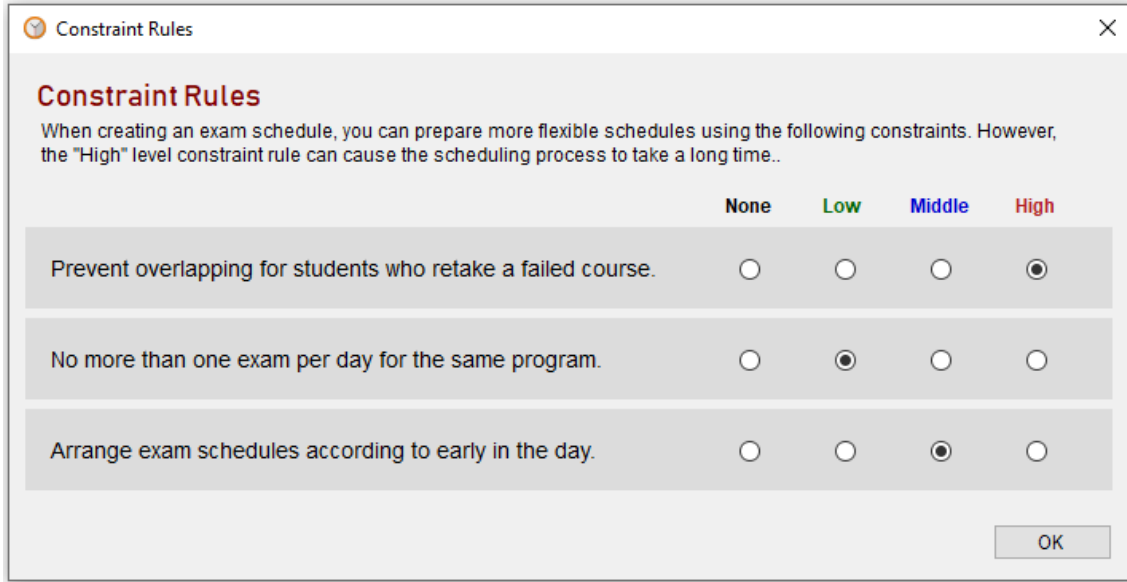 Constraint Rules
Constraint Rules
When creating an exam schedule, you can prepare more flexible schedules using the following constraints. However,
the "High" level constraint rule can cause the scheduling process to take a long time..
None Low Middle High
Prevent overlapping for students who retake a failed course.
No more than one exam per day for the same program.
Arrange exam schedules according to early in the day.
OK